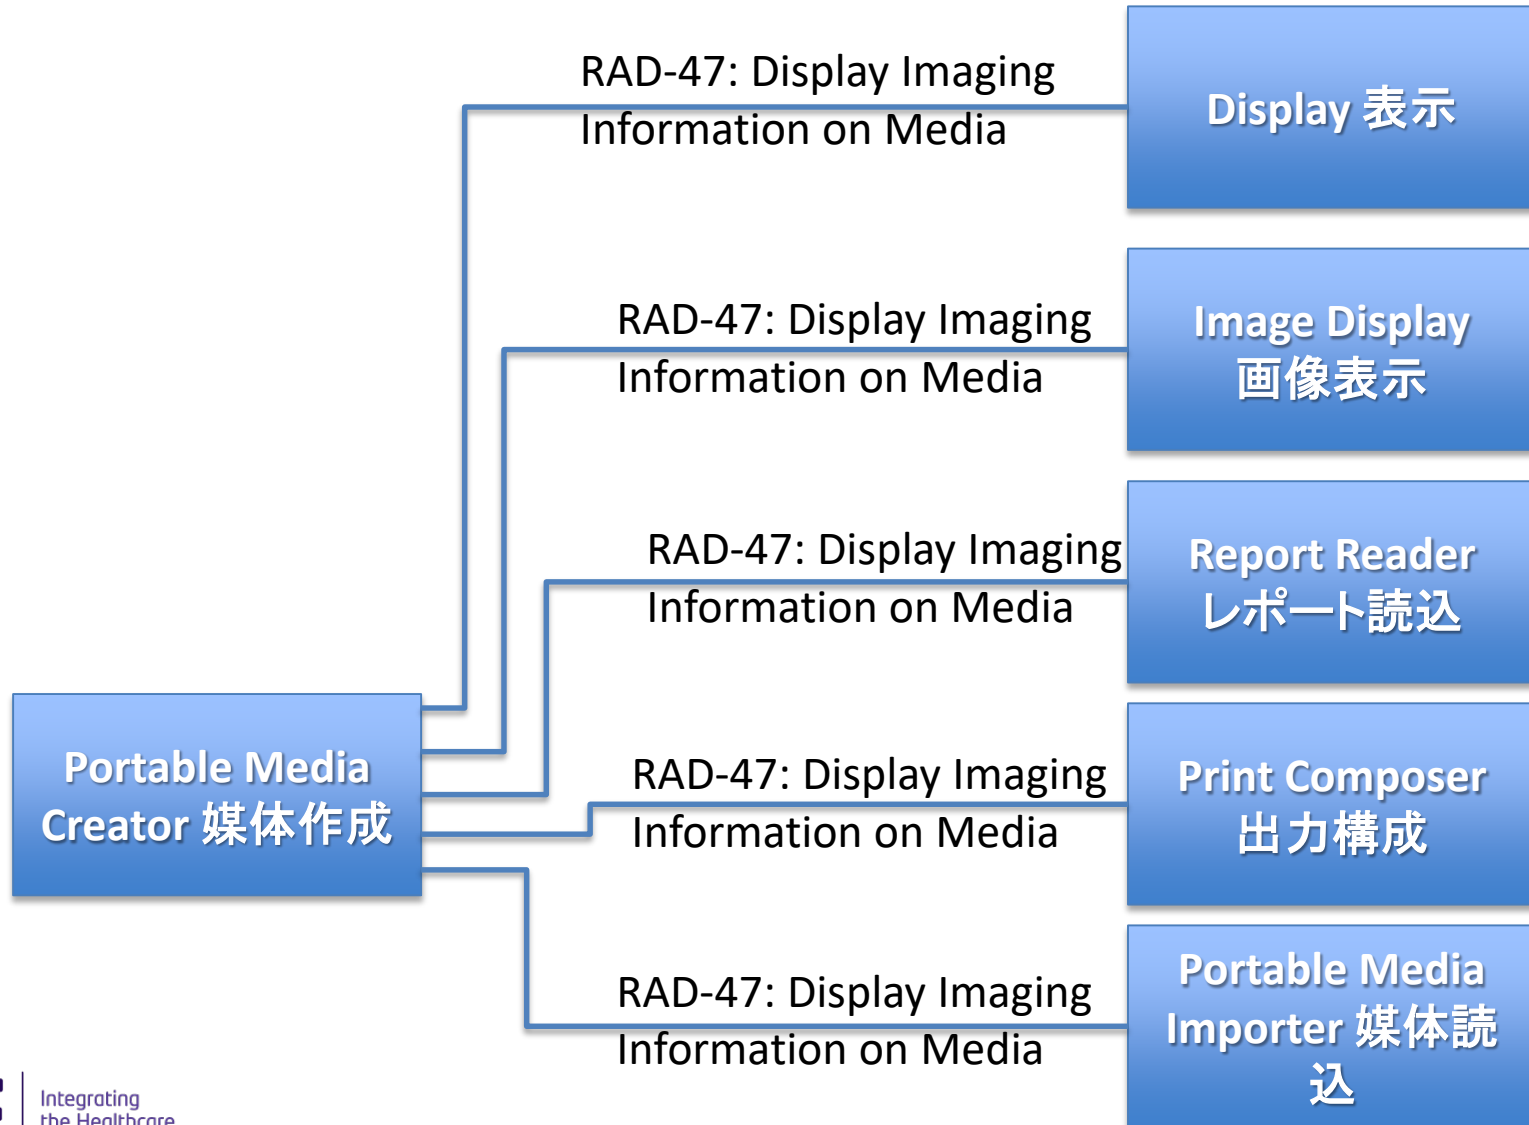 RAD-47: Display Imaging
Information on Media
Display 表示
RAD-47: Display Imaging
Information on Media
Image Display
画像表示
RAD-47: Display Imaging
Information on Media
Report Reader
レポート読込
Portable Media
Creator 媒体作成
RAD-47: Display Imaging
Information on Media
Print Composer
出力構成
RAD-47: Display Imaging
Information on Media
Portable Media
Importer 媒体読
込
Integrating
the Healthcare